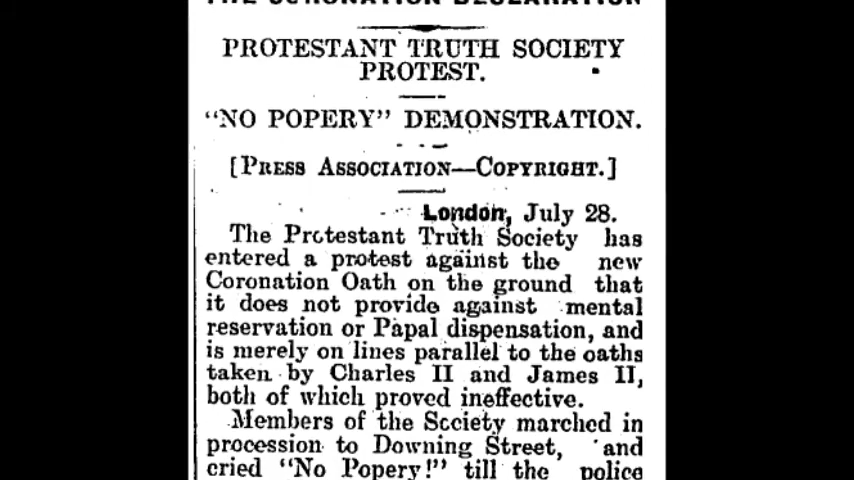 THE CORONATION DECLARATION
PROTESTANT TRUTH SOCIETY
PROTEST.
"NO POPERY" DEMONSTRATION.
[PRESS ASSOCIATION—COPYRIGHT.]
London, July 28.
The Protestant Truth Society has
entered a protest against the new
Coronation Oath on the ground that
it does not provide against mental
reservation or Papal dispensation, and
is merely on lines parallel to the oaths
taken by Charles II and James II,
both of which proved ineffective.
Members of the Society marched in
procession to Downing Street, and
cried "No Popery!" till the police